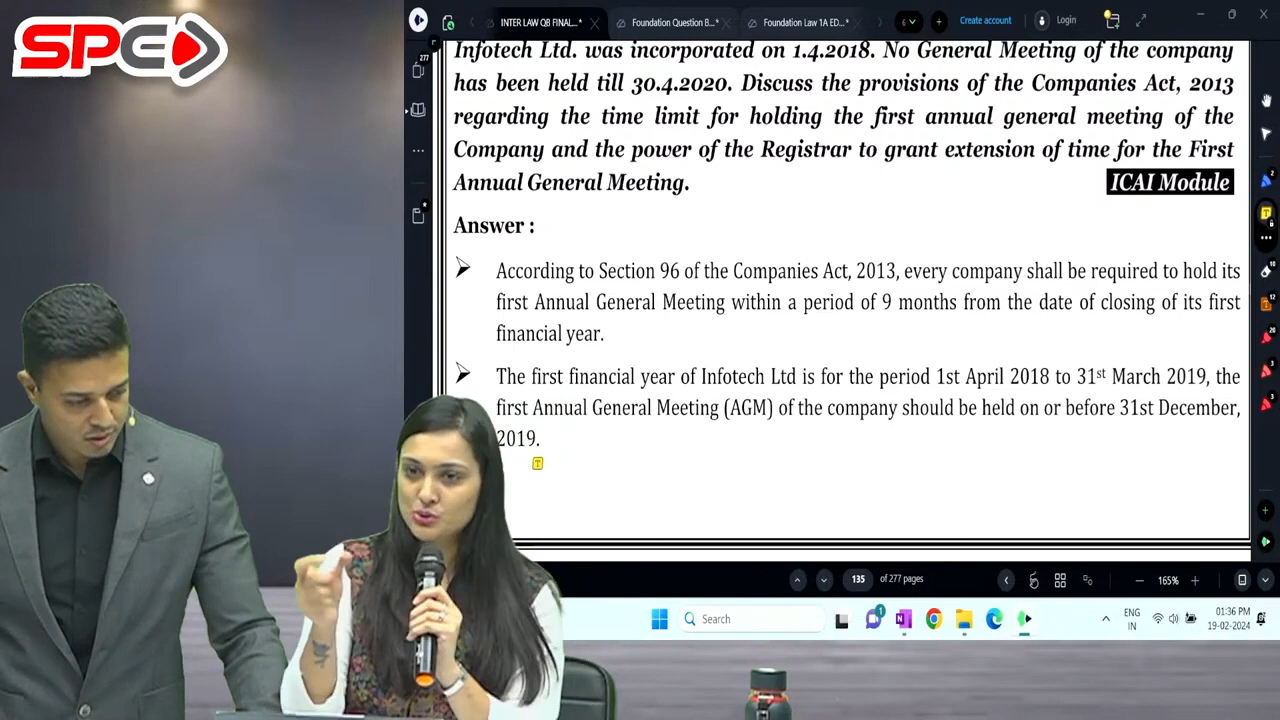 SPC
INTER LAW QB FINAL...*
Foundation Question B...*
Foundation Law 1A ED...*
6
Create account
Login
277
Infotech Ltd. was incorporated on 1.4.2018. No General Meeting of the company
has been held till 30.4.2020. Discuss the provisions of the Companies Act, 2013
regarding the time limit for holding the first annual general meeting of the
Company and the power of the Registrar to grant extension of time for the First
Annual General Meeting.
ICAI Module
Answer :
According to Section 96 of the Companies Act, 2013, every company shall be required to hold its
first Annual General Meeting within a period of 9 months from the date of closing of its first
financial year.
The first financial year of Infotech Ltd is for the period 1st April 2018 to 31st March 2019, the
first Annual General Meeting (AGM) of the company should be held on or before 31st December,
2019.
T
135 of 277 pages
165%
Search
ENG
IN
01:36 PM
19-02-2024